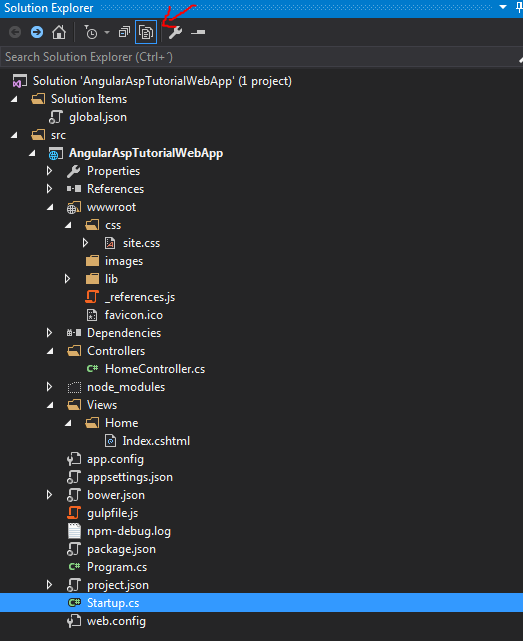 Solution Explorer
Search Solution Explorer (Ctrl+´)
Solution 'AngularAspTutorialWebApp' (1 project)
Solution Items
global.json
src
AngularAspTutorialWebApp
Properties
References
wwwroot
css
site.css
images
lib
_references.js
favicon.ico
Dependencies
Controllers
C# HomeController.cs
node_modules
Views
Home
Index.cshtml
app.config
appsettings.json
bower.json
gulpfile.js
npm-debug.log
package.json
C# Program.cs
project.json
C# Startup.cs
web.config